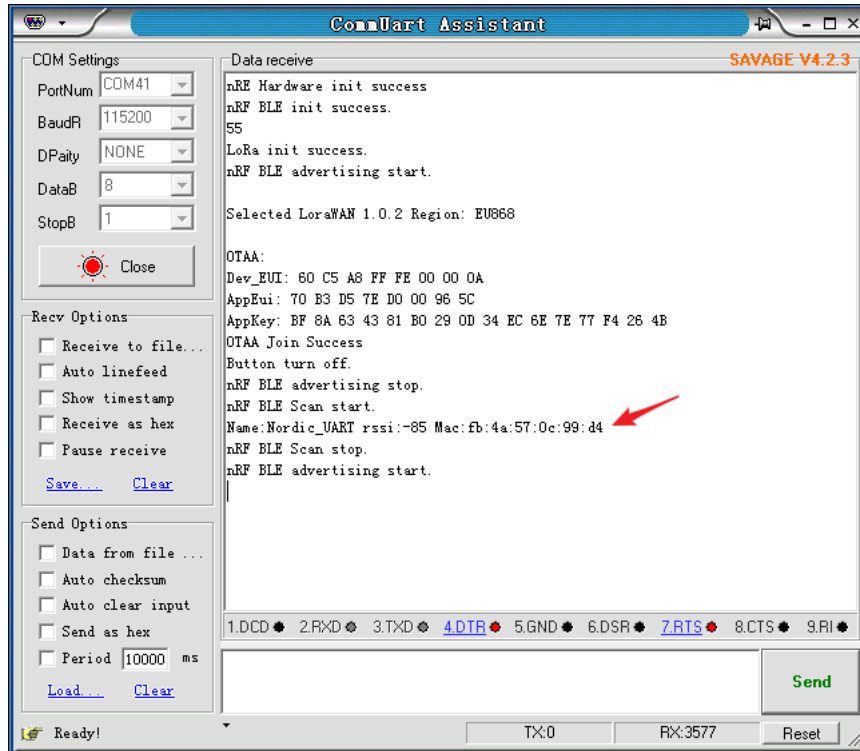 CommUart Assistant
COM Settings
PortNum COM41
BaudR 115200
DPaity NONE
DataB 8
StopB 1
Close
Recv Options
Receive to file...
Auto linefeed
Show timestamp
Receive as hex
Pause receive
Save... Clear
Send Options
Data from file ...
Auto checksum
Auto clear input
Send as hex
Period 10000 ms
Load... Clear
Data receive SAVAGE V4.2.3
nRE Hardware init success
nRF BLE init success.
55
LoRa init success.
nRF BLE advertising start.
Selected LoraWAN 1.0.2 Region: EU868
OTAA:
Dev_EUI: 60 C5 A8 FF FE 00 00 0A
AppEui: 70 B3 D5 7E D0 00 96 5C
AppKey: BF 8A 63 43 81 B0 29 0D 34 EC 6E 7E 77 F4 26 4B
OTAA Join Success
Button turn off.
nRF BLE advertising stop.
nRF BLE Scan start.
Name:Nordic_UART rssi:-85 Mac:fb:4a:57:0c:99:d4
nRF BLE Scan stop.
nRF BLE advertising start.
1.DCD 2.RXD 3.TXD 4.DTR 5.GND 6.DSR 7.RTS 8.CTS 9.RI
Send
Ready! TX:0 RX:3577 Reset